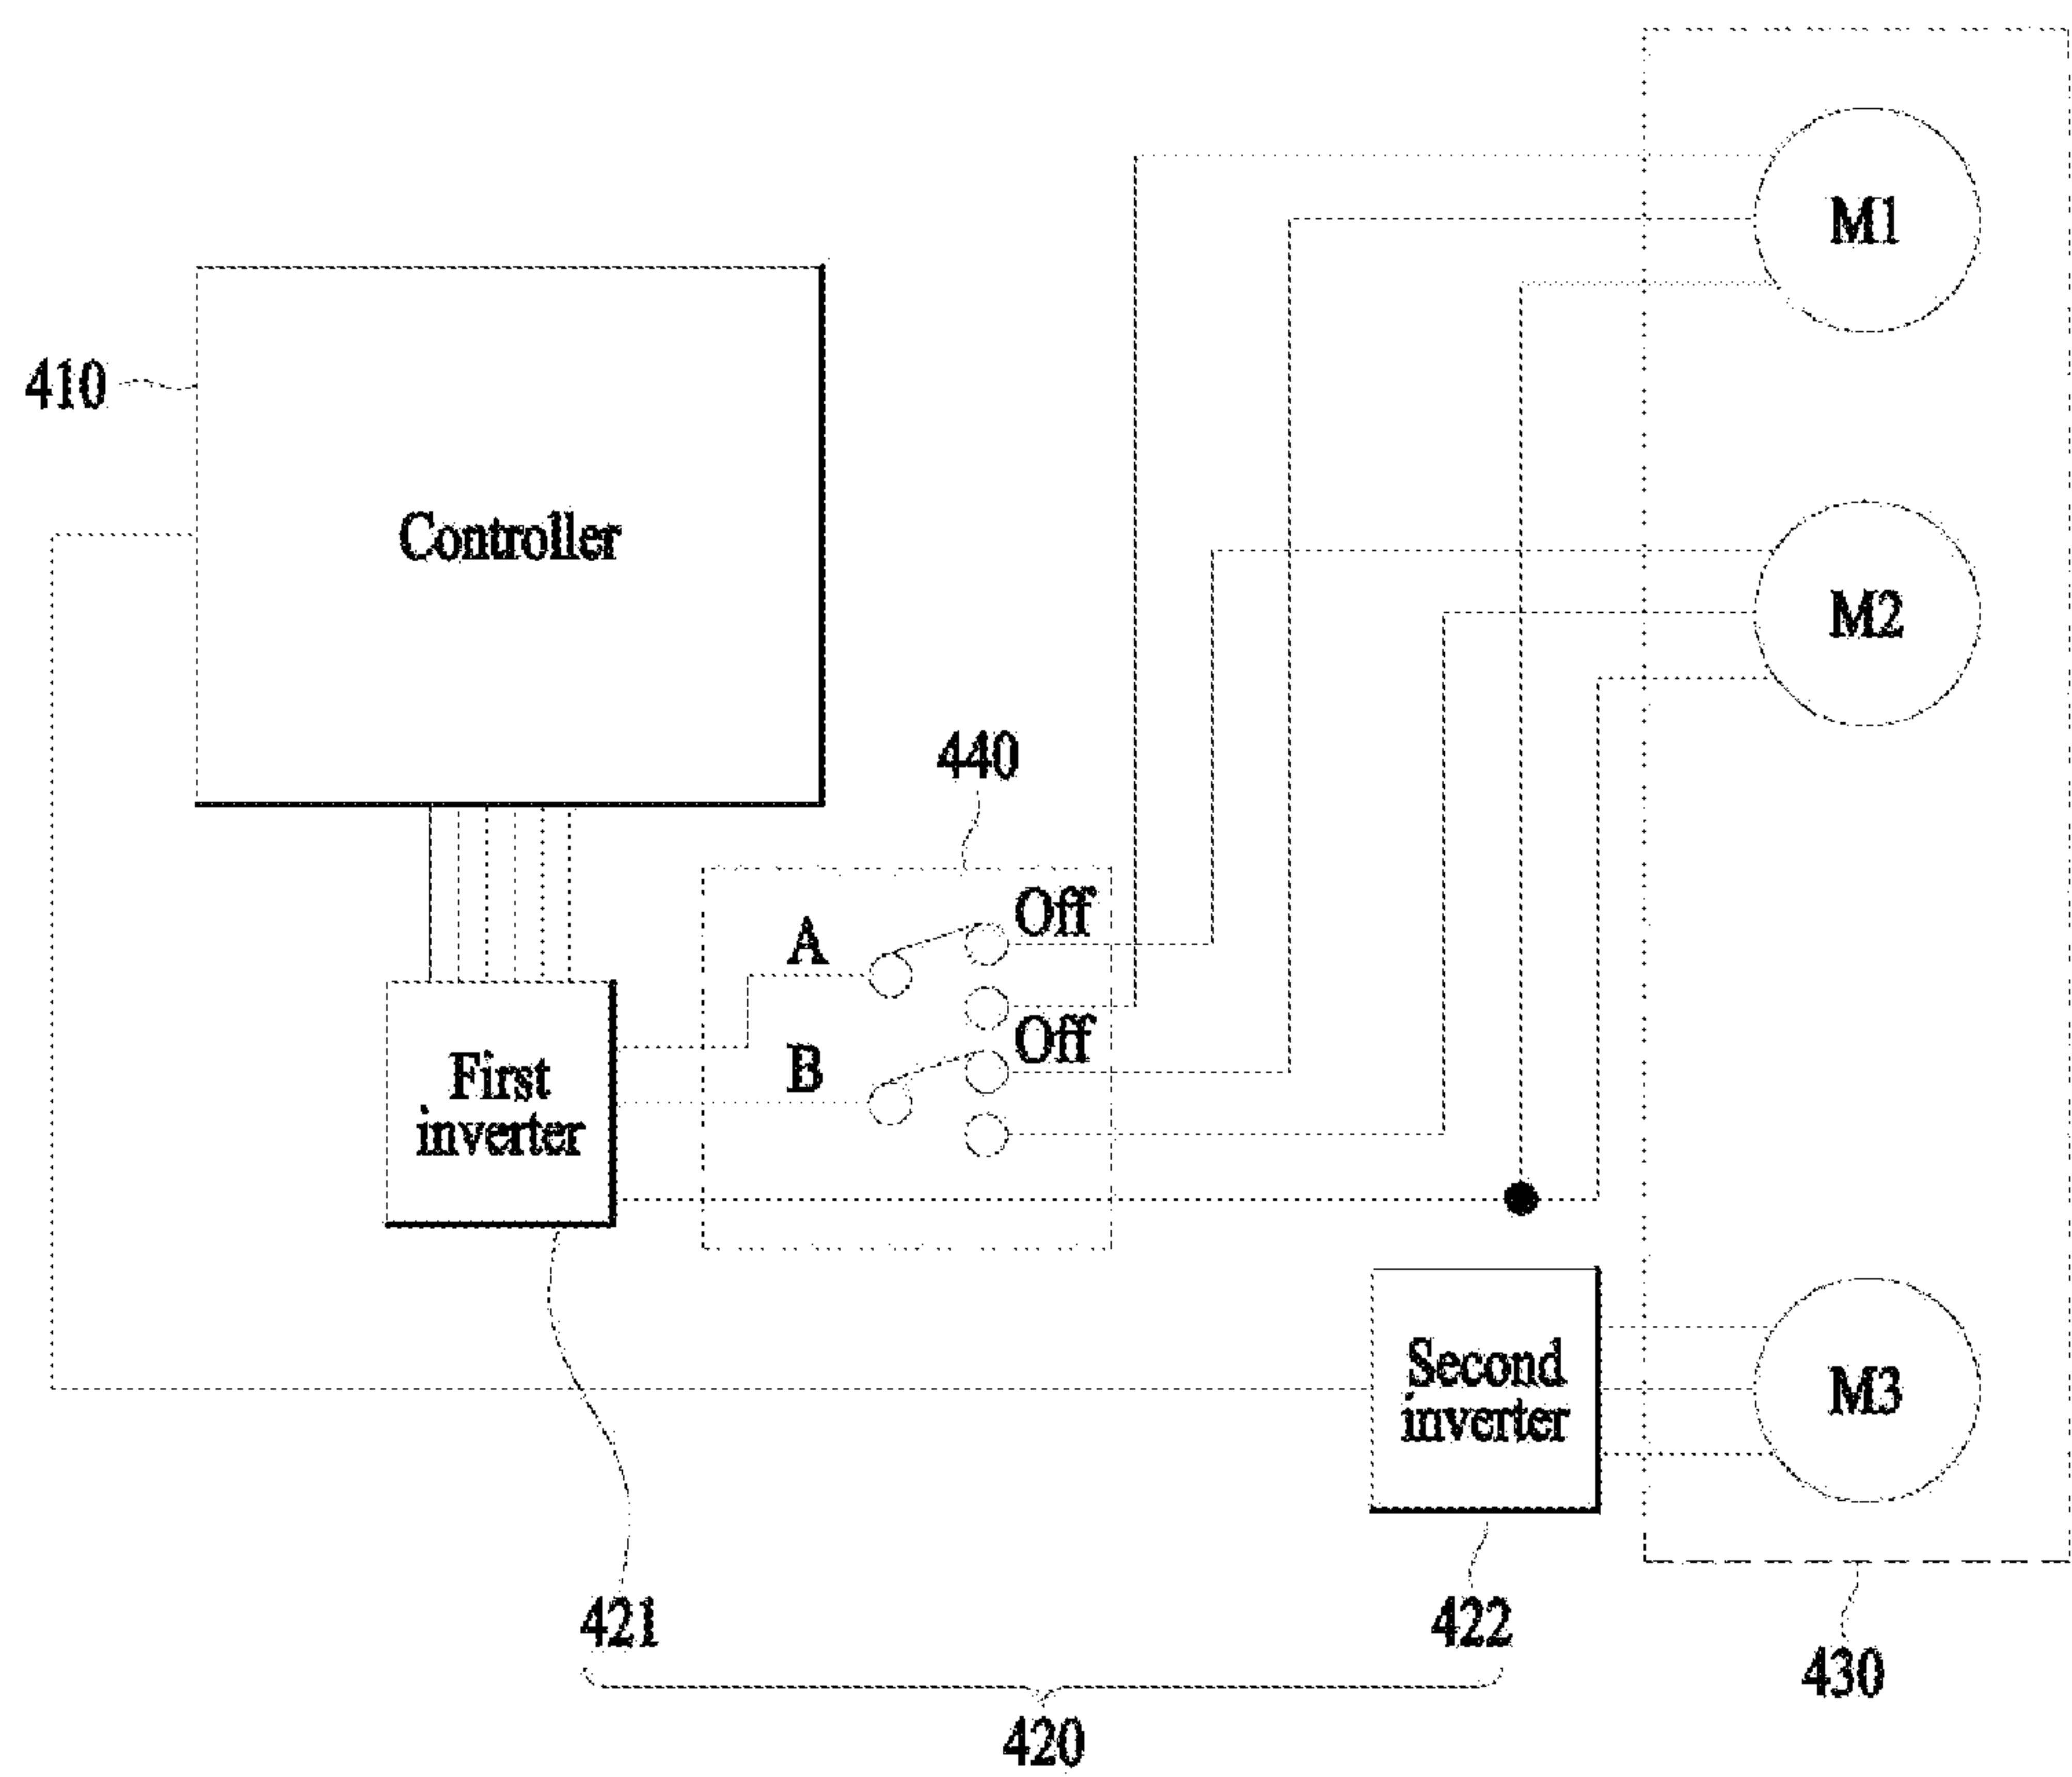 M1
410
Controller
M2
440
Off
A
Off
B
First
inverter
Second
inverter
M3
421
422
430
420